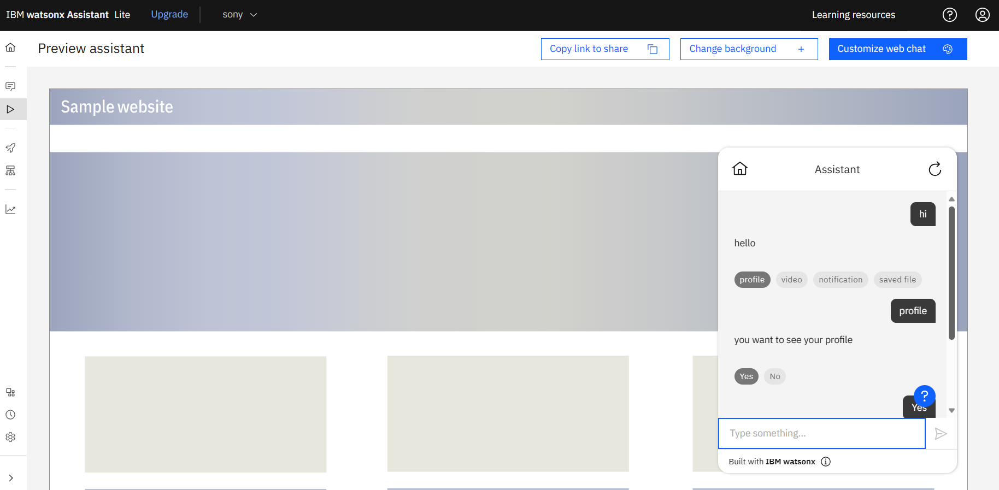 IBM watsonx Assistant Lite Upgrade sony Learning resources
Preview assistant Copy link to share Change background + Customize web chat
Sample website
Assistant
hi
hello
profile video notification saved file
profile
you want to see your profile
Yes No
?
Yes
Type something...
Built with IBM watsonx